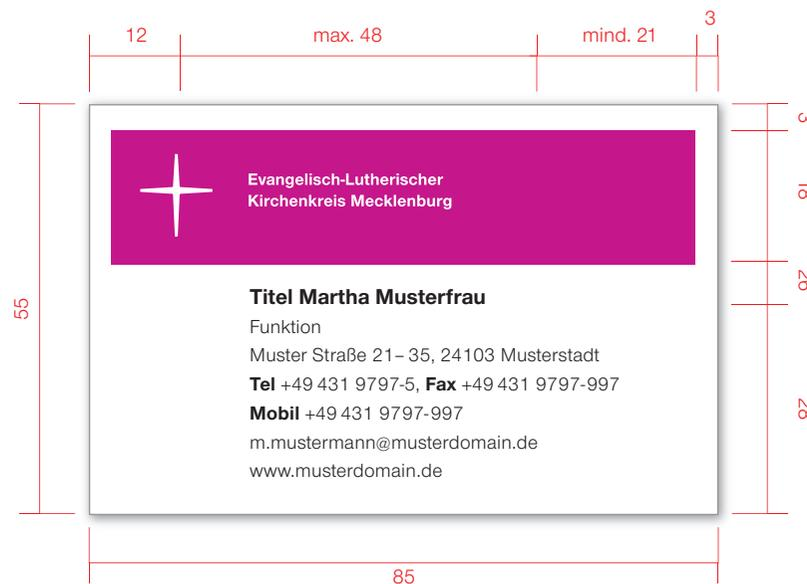 3
12 max. 48 mind. 21
Evangelisch-Lutherischer
Kirchenkreis Mecklenburg
55
Titel Martha Musterfrau
Funktion
Muster Straße 21– 35, 24103 Musterstadt
Tel +49 431 9797-5, Fax +49 431 9797-997
Mobil +49 431 9797-997
m.mustermann@musterdomain.de
www.musterdomain.de
85